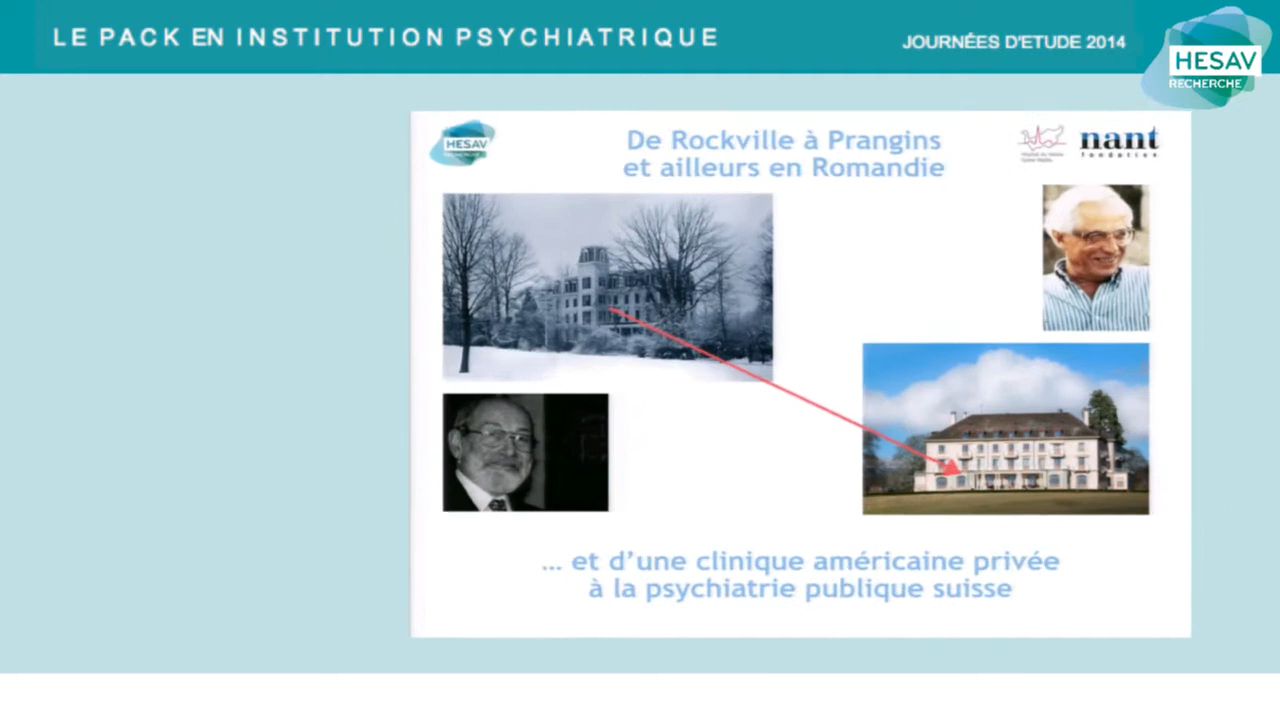 LE PACK EN INSTITUTION PSYCHIATRIQUE
JOURNÉES D'ETUDE 2014
HESAV
RECHERCHE
HESAV
RECHERCHE
De Rockville à Prangins
et ailleurs en Romandie
nant
fondation
... et d'une clinique américaine privée
à la psychiatrie publique suisse